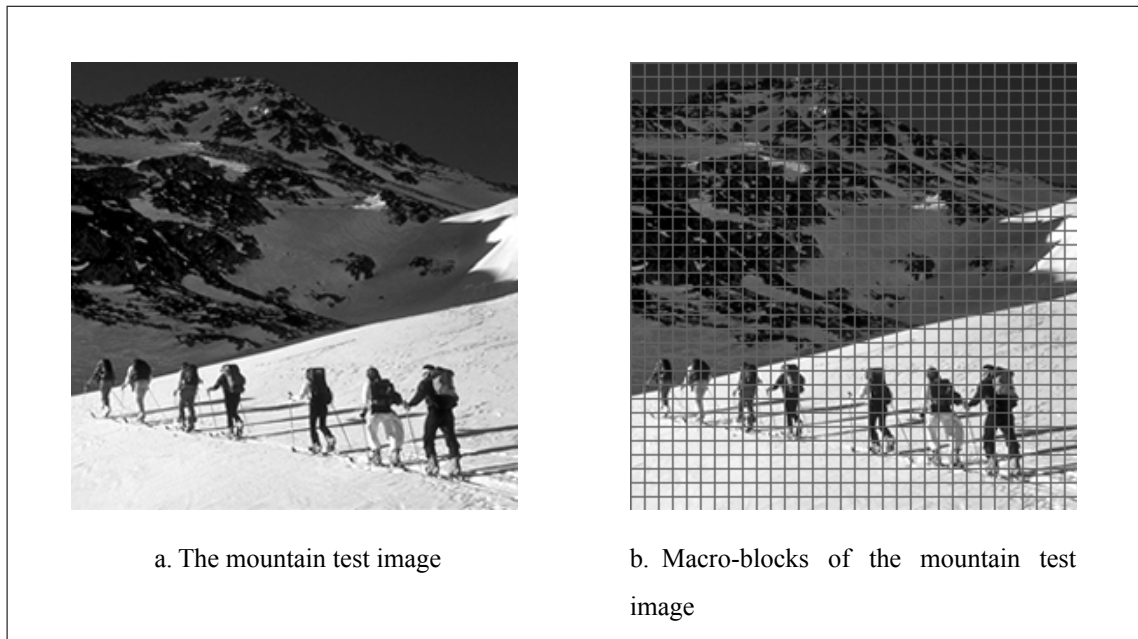 a. The mountain test image
b. Macro-blocks of the mountain test
image